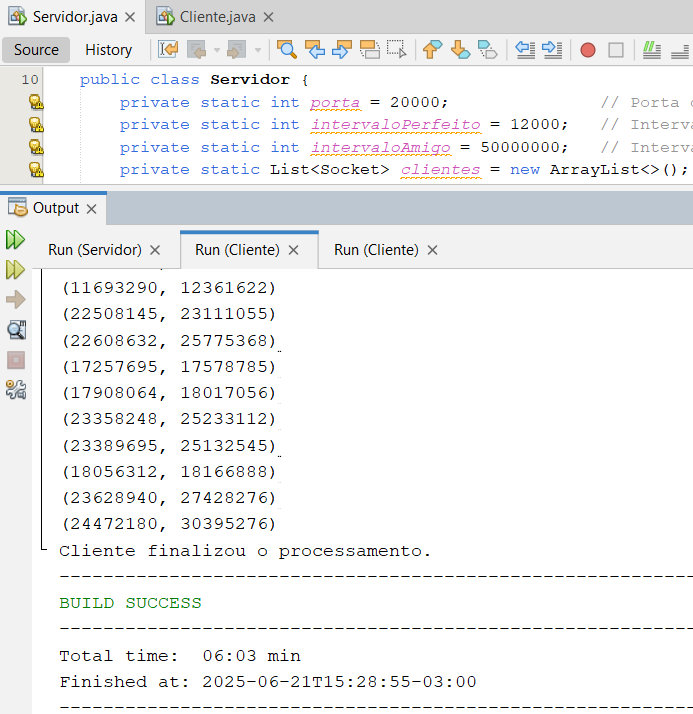 Servidor.java
Cliente.java
Source
History
10 public class Servidor {
private static int porta = 20000; // Porta
private static int intervaloPerfeito = 12000; // Interva
private static int intervaloAmigo = 50000000; // Interva
private static List<Socket> clientes = new ArrayList<>();
Output
Run (Servidor)
Run (Cliente)
Run (Cliente)
(11693290, 12361622)
(22508145, 23111055)
(22608632, 25775368)
(17257695, 17578785)
(17908064, 18017056)
(23358248, 25233112)
(23389695, 25132545)
(18056312, 18166888)
(23628940, 27428276)
(24472180, 30395276)
Cliente finalizou o processamento.
------------------------------------------------------
BUILD SUCCESS
------------------------------------------------------
Total time:  06:03 min
Finished at: 2025-06-21T15:28:55-03:00
------------------------------------------------------